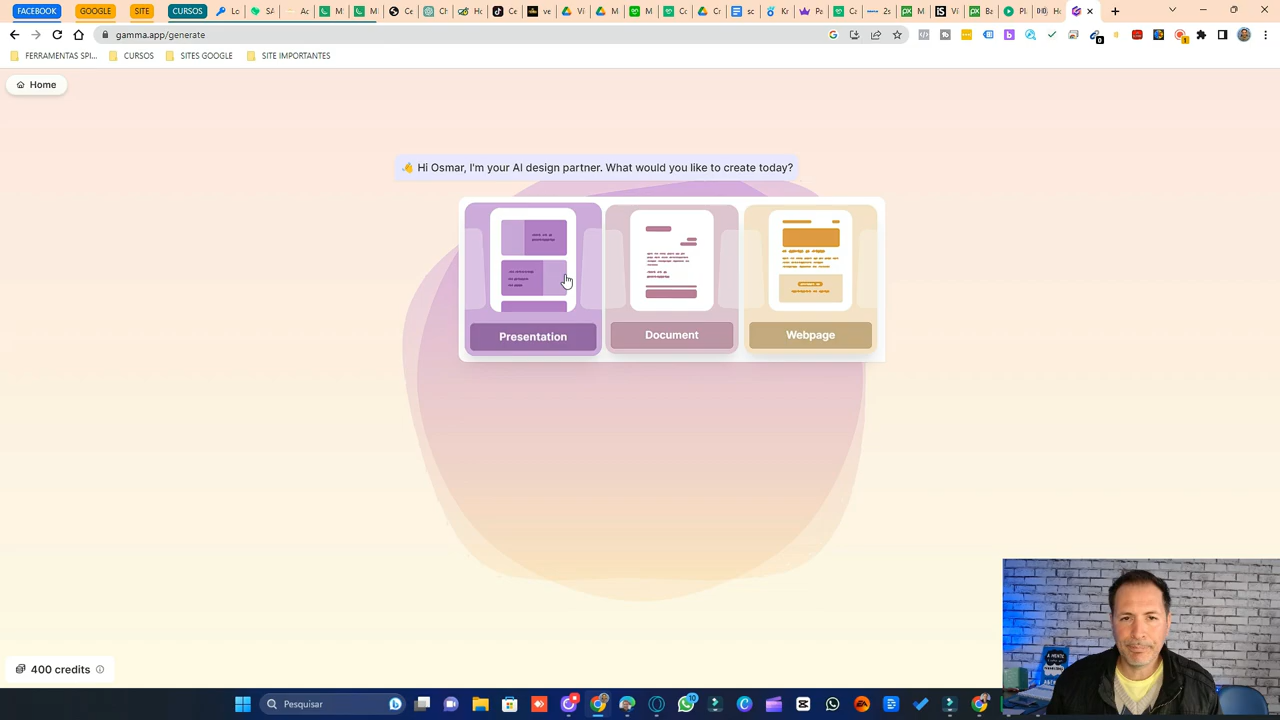 FACEBOOK GOOGLE SITE CURSOS
gamma.app/generate
FERRAMENTAS SPI... CURSOS SITES GOOGLE SITE IMPORTANTES
Home
Hi Osmar, I'm your AI design partner. What would you like to create today?
Presentation Document Webpage
400 credits
Pesquisar